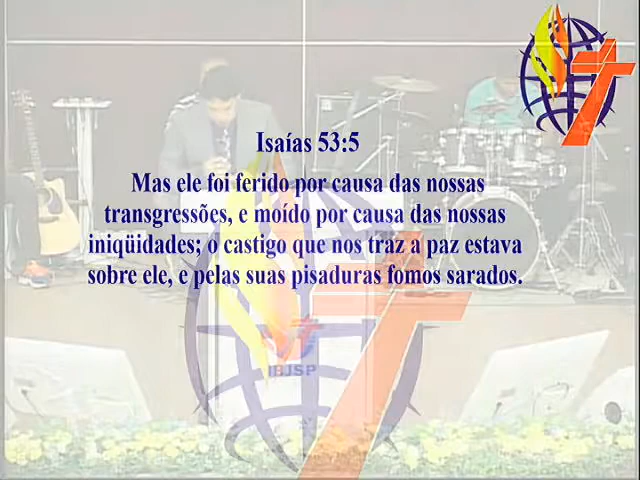 Isaías 53:5
Mas ele foi ferido por causa das nossas
transgressões, e moído por causa das nossas
iniqüidades; o castigo que nos traz a paz estava
sobre ele, e pelas suas pisaduras fomos sarados.
IBJSP